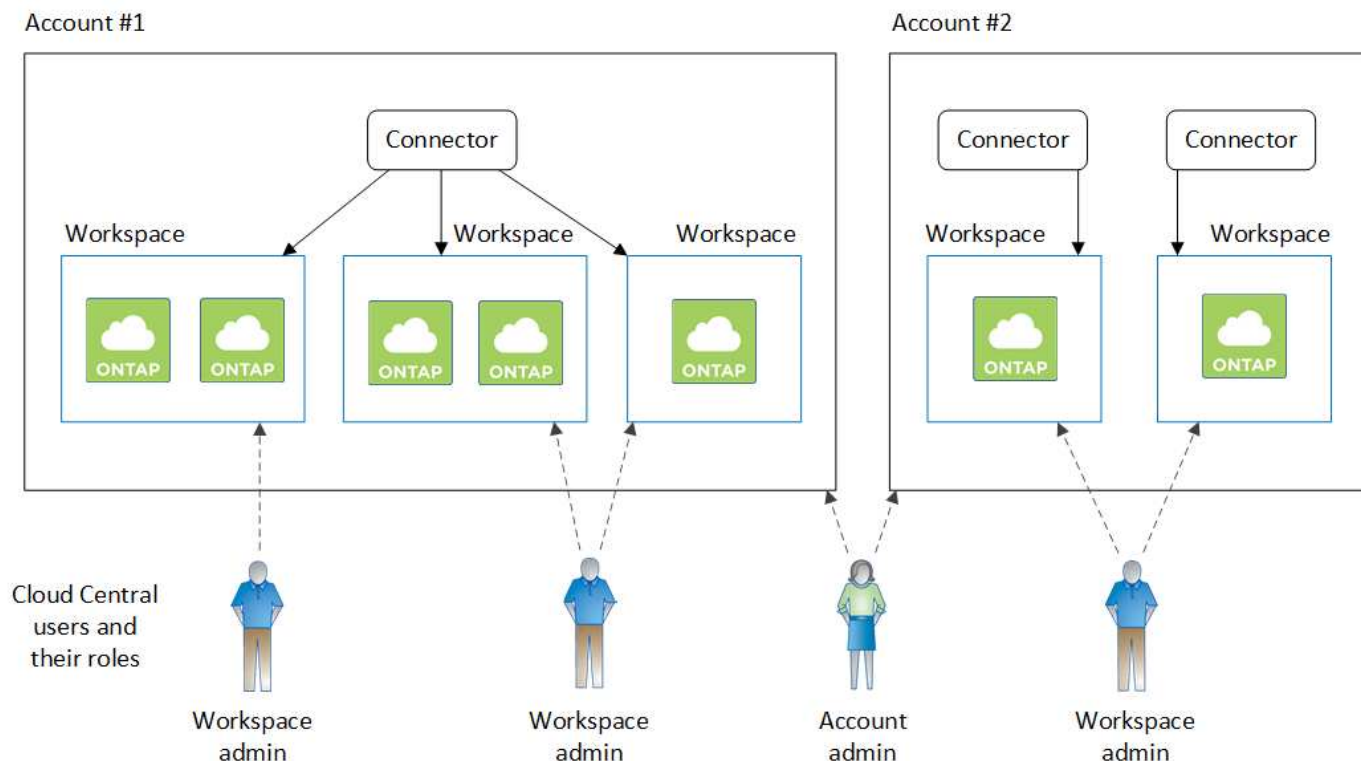 Account #1
Account #2
Connector
Connector
Connector
Workspace
Workspace
Workspace
Workspace
Workspace
ONTAP
ONTAP
ONTAP
ONTAP
ONTAP
ONTAP
ONTAP
Cloud Central
users and
their roles
Workspace
admin
Workspace
admin
Account
admin
Workspace
admin